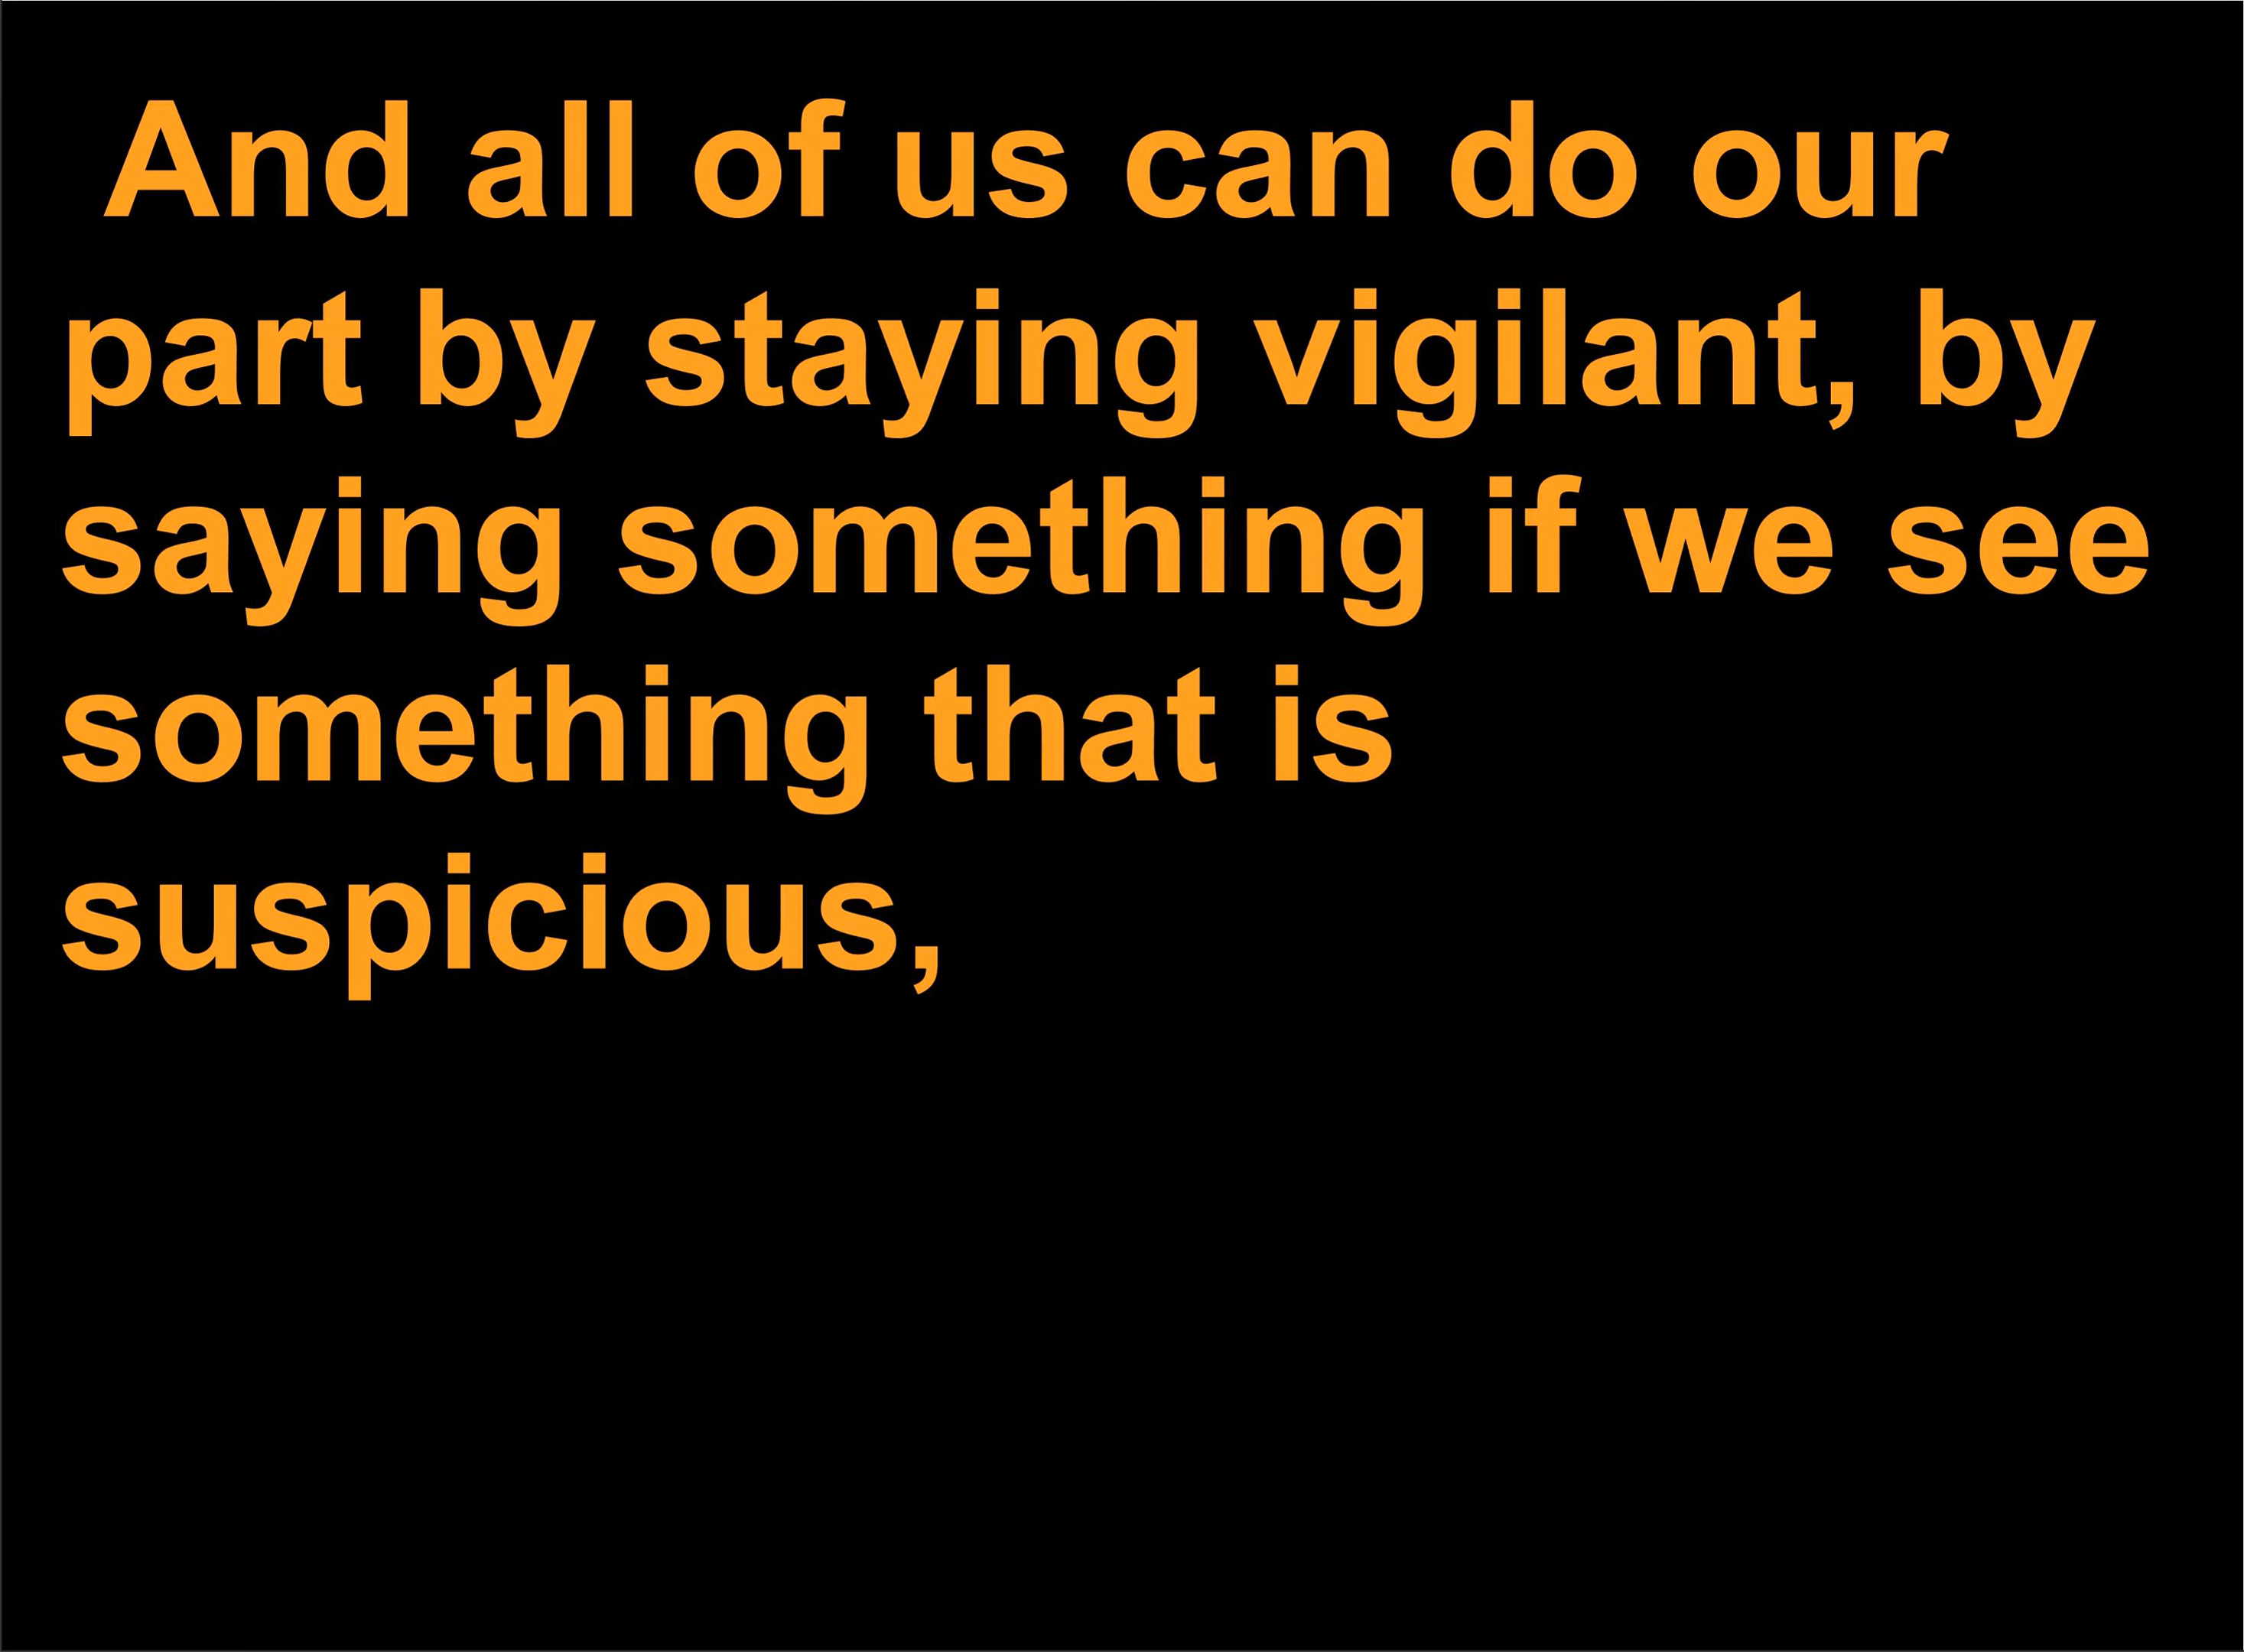 And all of us can do our
part by staying vigilant, by
saying something if we see
something that is
suspicious,